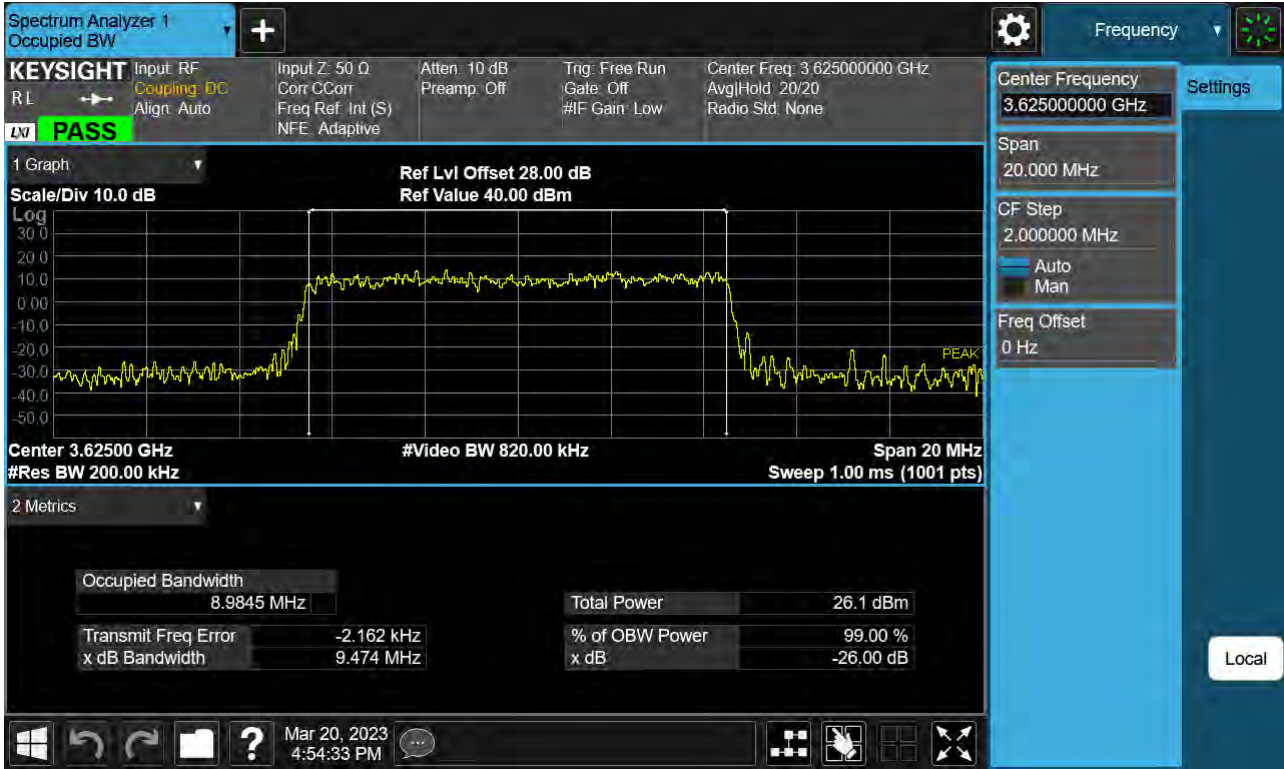 Spectrum Analyzer 1
Occupied BW
Frequency
KEYSIGHT
R L
LXI
PASS
Input: RF
Coupling: DC
Align: Auto
Input Z: 50 Ω
Corr CCorr
Freq Ref: Int (S)
NFE: Adaptive
Atten: 10 dB
Preamp: Off
Trig: Free Run
Gate: Off
#IF Gain: Low
Center Freq: 3.625000000 GHz
Avg|Hold: 20/20
Radio Std: None
1 Graph
Scale/Div 10.0 dB
Ref Lvl Offset 28.00 dB
Ref Value 40.00 dBm
Log
30.0
20.0
10.0
0.00
-10.0
-20.0
-30.0
-40.0
-50.0
PEAK
Center 3.62500 GHz
#Video BW 820.00 kHz
Span 20 MHz
#Res BW 200.00 kHz
Sweep 1.00 ms (1001 pts)
2 Metrics
Occupied Bandwidth
8.9845 MHz
Total Power 26.1 dBm
Transmit Freq Error -2.162 kHz
% of OBW Power 99.00 %
x dB Bandwidth 9.474 MHz
x dB -26.00 dB
Mar 20, 2023
4:54:33 PM
Center Frequency
3.625000000 GHz
Settings
Span
20.000 MHz
CF Step
2.000000 MHz
Auto
Man
Freq Offset
0 Hz
Local